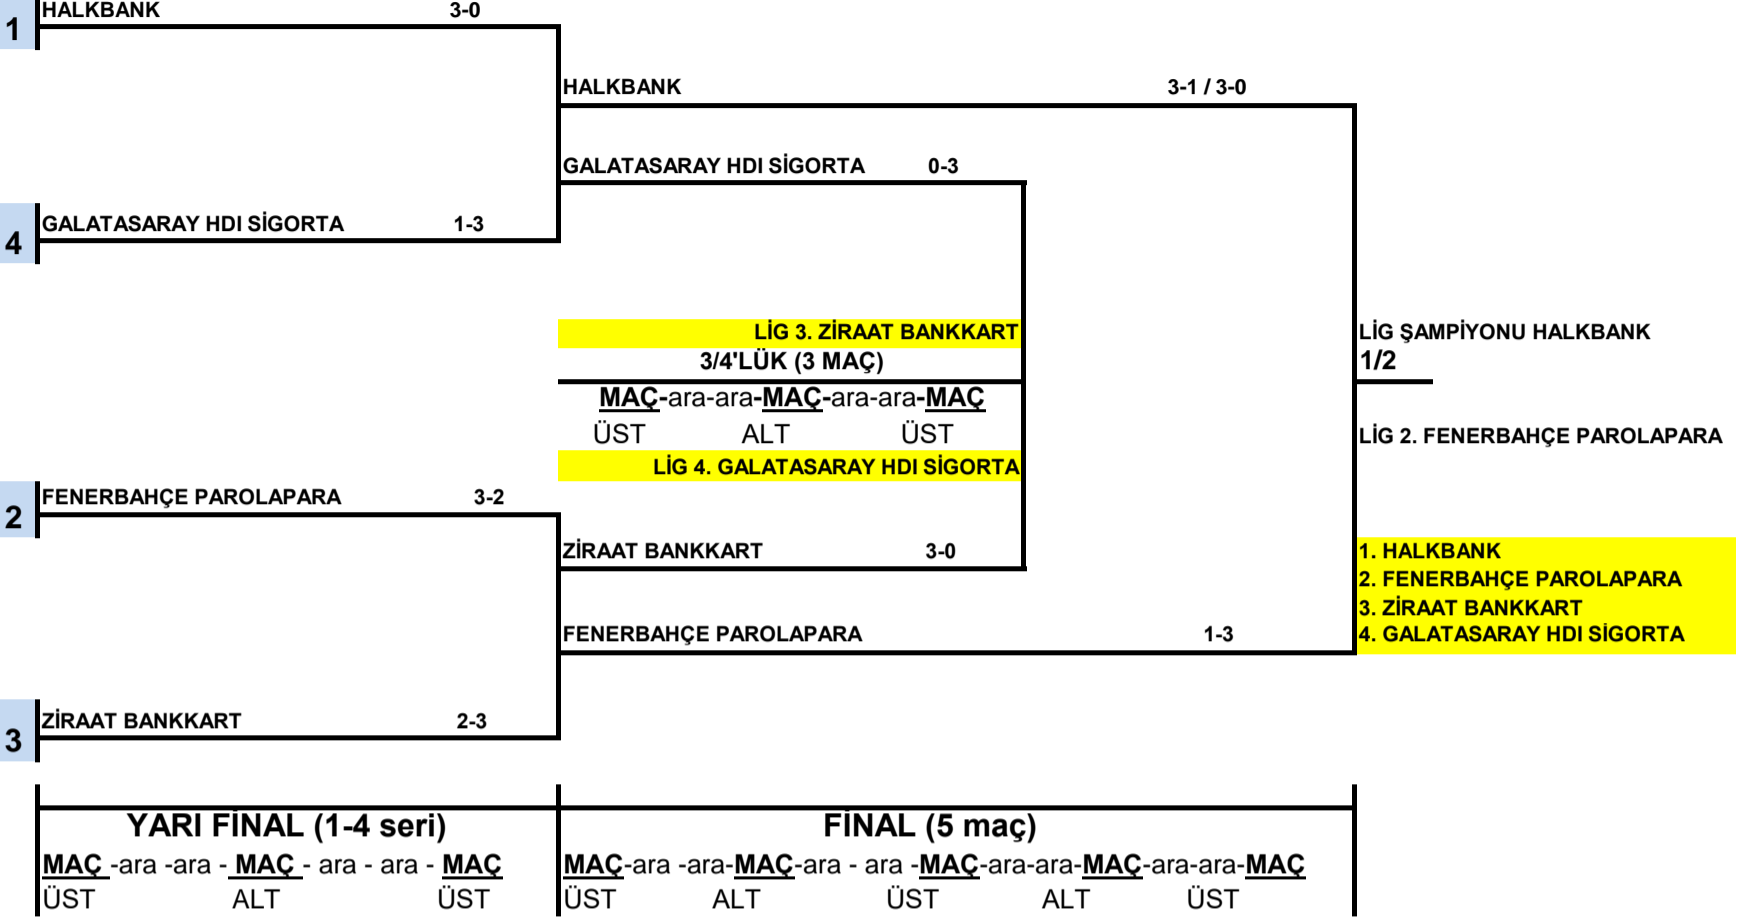 1 HALKBANK 3-0
HALKBANK 3-1 / 3-0
GALATASARAY HDI SİGORTA 0-3
4 GALATASARAY HDI SİGORTA 1-3
LİG 3. ZİRAAT BANKKART
3/4'LÜK (3 MAÇ)
MAÇ-ara-ara-MAÇ-ara-ara-MAÇ
ÜST ALT ÜST
LİG 4. GALATASARAY HDI SİGORTA
LİG ŞAMPİYONU HALKBANK
1/2
LİG 2. FENERBAHÇE PAROLAPARA
2 FENERBAHÇE PAROLAPARA 3-2
ZİRAAT BANKKART 3-0
FENERBAHÇE PAROLAPARA 1-3
1. HALKBANK
2. FENERBAHÇE PAROLAPARA
3. ZİRAAT BANKKART
4. GALATASARAY HDI SİGORTA
3 ZİRAAT BANKKART 2-3
YARI FİNAL (1-4 seri)
MAÇ -ara -ara - MAÇ - ara - ara - MAÇ
ÜST ALT ÜST
FİNAL (5 maç)
MAÇ-ara -ara-MAÇ-ara - ara -MAÇ-ara-ara-MAÇ-ara-ara-MAÇ
ÜST ALT ÜST ALT ÜST